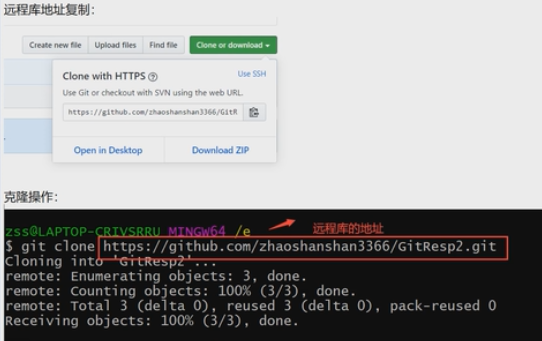 远程库地址复制：
Create new file Upload files Find file Clone or download
Clone with HTTPS ? Use SSH
Use Git or checkout with SVN using the web URL.
https://github.com/zhaoshanshan3366/GitR
Open in Desktop Download ZIP
克隆操作：
zss@LAPTOP-CRIVSRRU MINGW64 /e 远程库的地址
$ git clone https://github.com/zhaoshanshan3366/GitResp2.git
Cloning into 'GitResp2'...
remote: Enumerating objects: 3, done.
remote: Counting objects: 100% (3/3), done.
remote: Total 3 (delta 0), reused 3 (delta 0), pack-reused 0
Receiving objects: 100% (3/3), done.